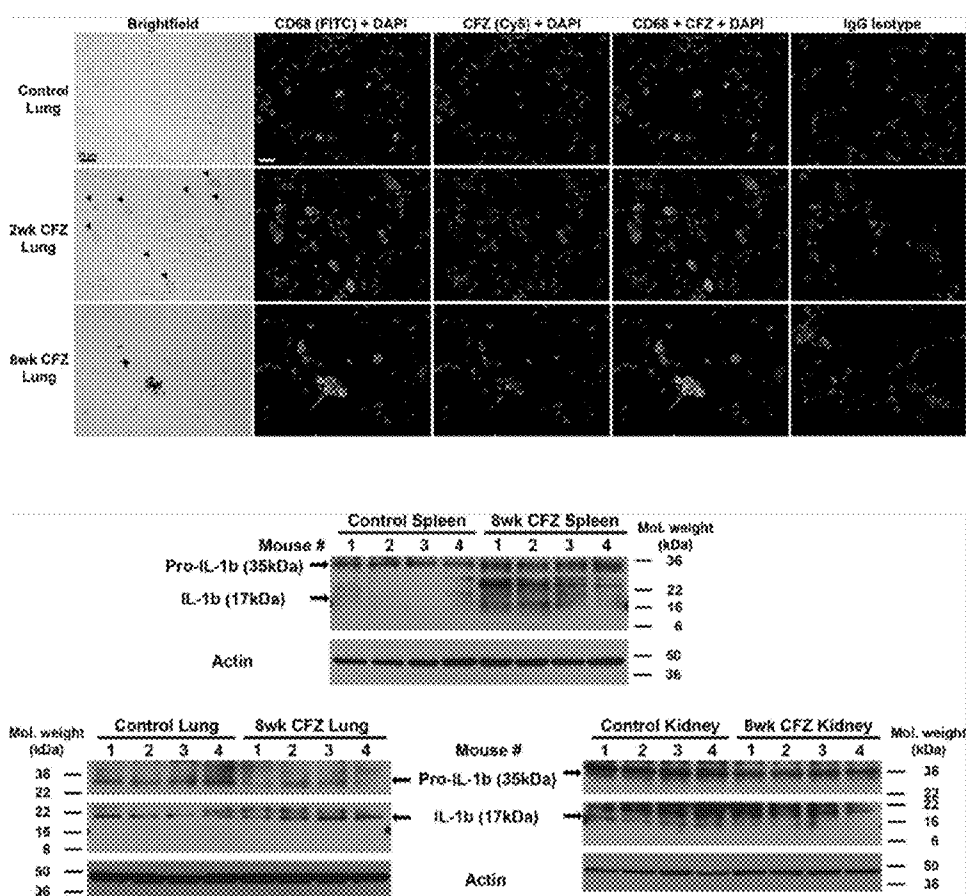 Brightfield CD68 (FITC) + DAPI CFZ (Cy5) + DAPI CD68 + CFZ + DAPI IgG Isotype
Control
Lung
2wk CFZ
Lung
8wk CFZ
Lung
Control Spleen 8wk CFZ Spleen Mol. weight
Mouse # 1 2 3 4 1 2 3 4 (kDa)
Pro-IL-1b (35kDa) 36
22
IL-1b (17kDa) 16
6
Actin 50
36
Mol. weight Control Lung 8wk CFZ Lung Control Kidney 8wk CFZ Kidney Mol. weight
(kDa) 1 2 3 4 1 2 3 4 Mouse # 1 2 3 4 1 2 3 4 (kDa)
36 Pro-IL-1b (35kDa) 36
22 22
22 IL-1b (17kDa) 22
16 16
6 6
50 Actin 50
36 36